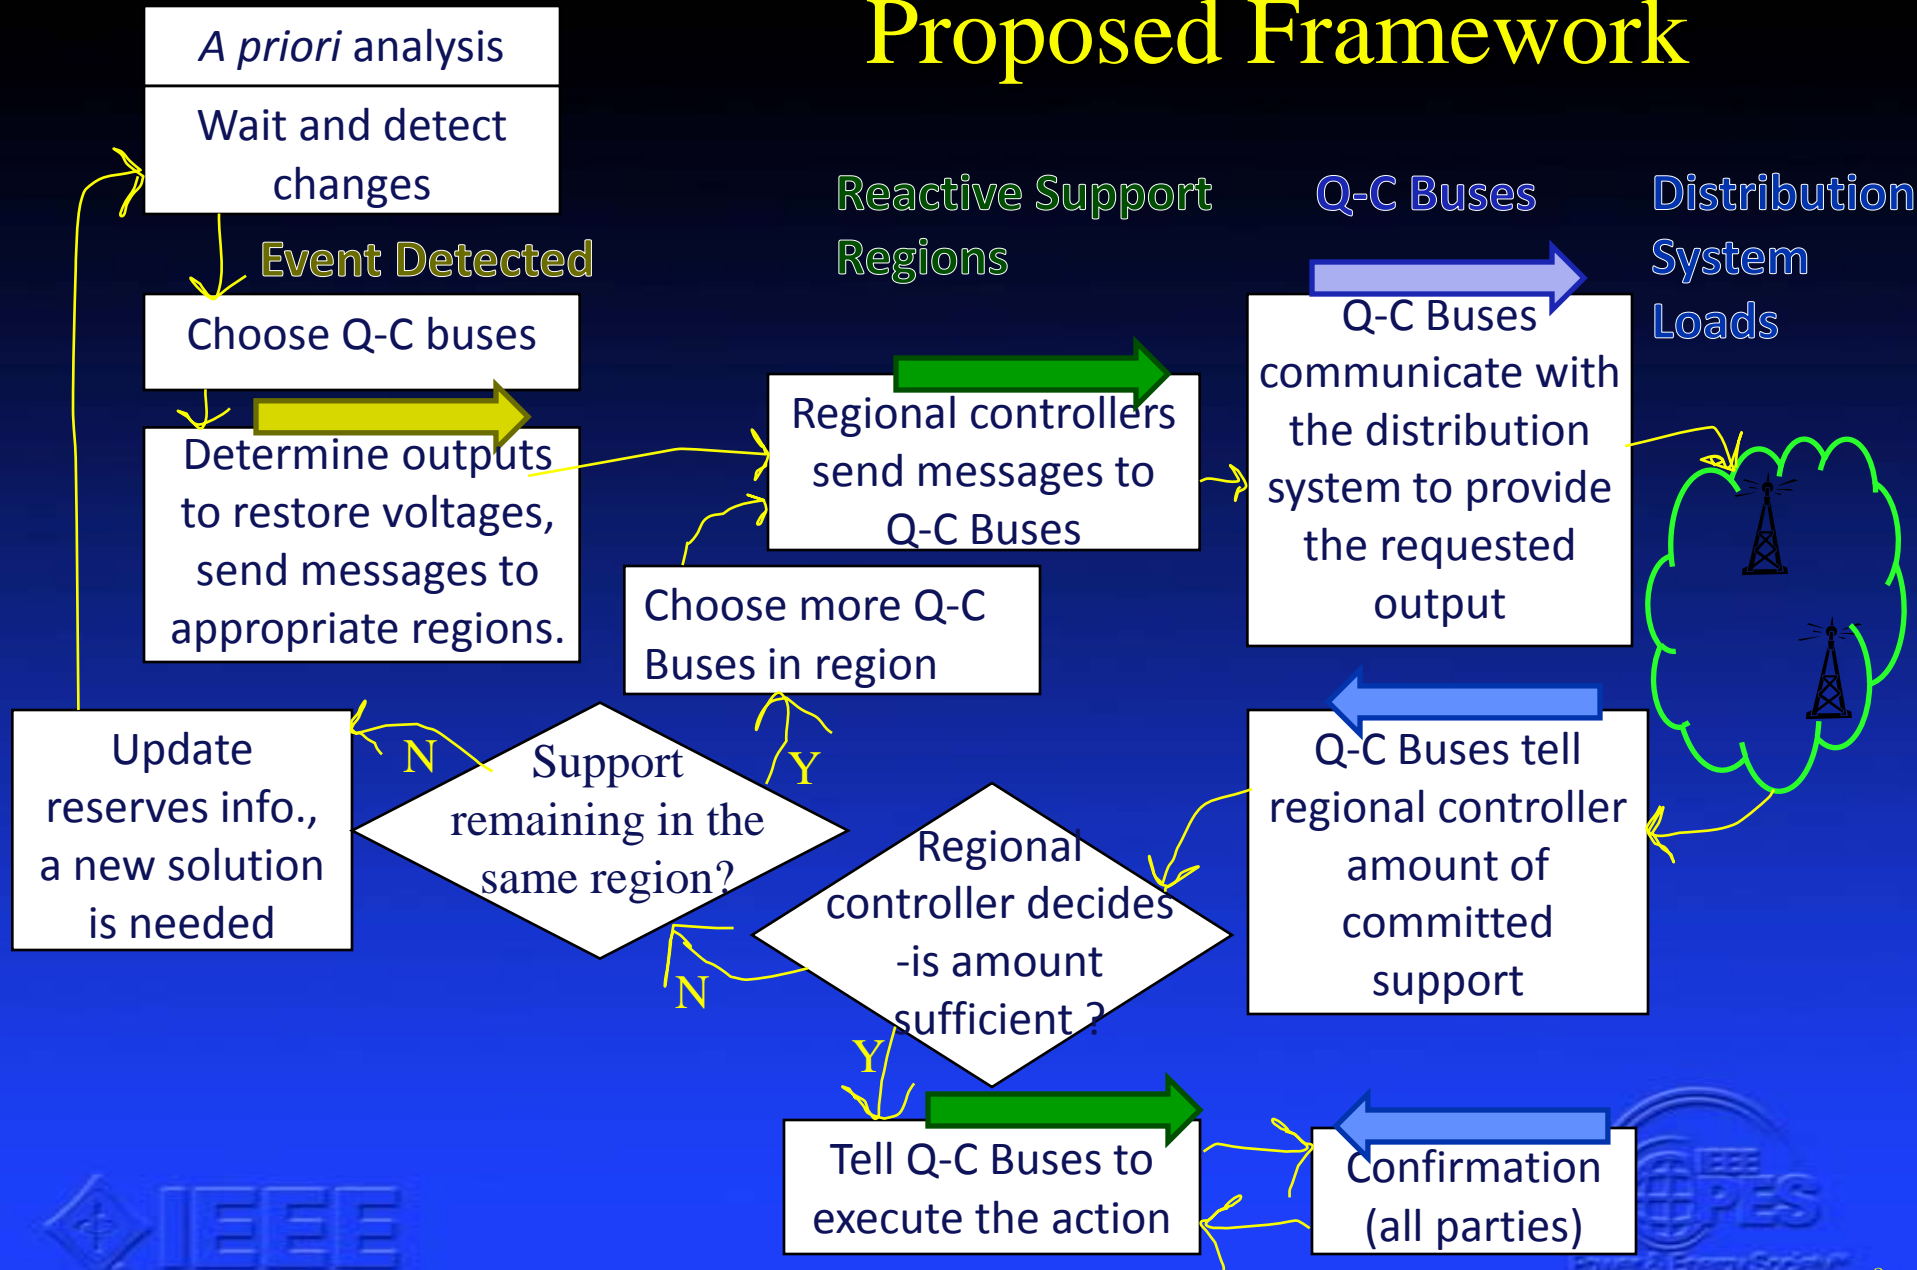 Proposed Framework
A priori analysis
Wait and detect
changes
Event Detected
Choose Q-C buses
Determine outputs
to restore voltages,
send messages to
appropriate regions.
Reactive Support
Regions
Regional controllers
send messages to
Q-C Buses
Q-C Buses
Q-C Buses
communicate with
the distribution
system to provide
the requested
output
Distribution
System
Loads
Choose more Q-C
Buses in region
Update
reserves info.,
a new solution
is needed
N
Support
remaining in the
same region?
Y
Regional
controller decides
-is amount
sufficient ?
N
Y
Q-C Buses tell
regional controller
amount of
committed
support
Tell Q-C Buses to
execute the action
Confirmation
(all parties)
IEEE
IEEE
PES